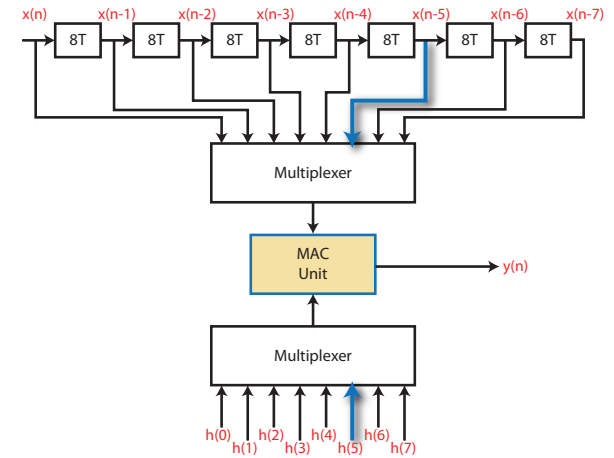 x(n) x(n-1) x(n-2) x(n-3) x(n-4) x(n-5) x(n-6) x(n-7)
8T 8T 8T 8T 8T 8T 8T
Multiplexer
MAC
Unit
y(n)
Multiplexer
h(0) h(2) h(4) h(6)
h(1) h(3) h(5) h(7)